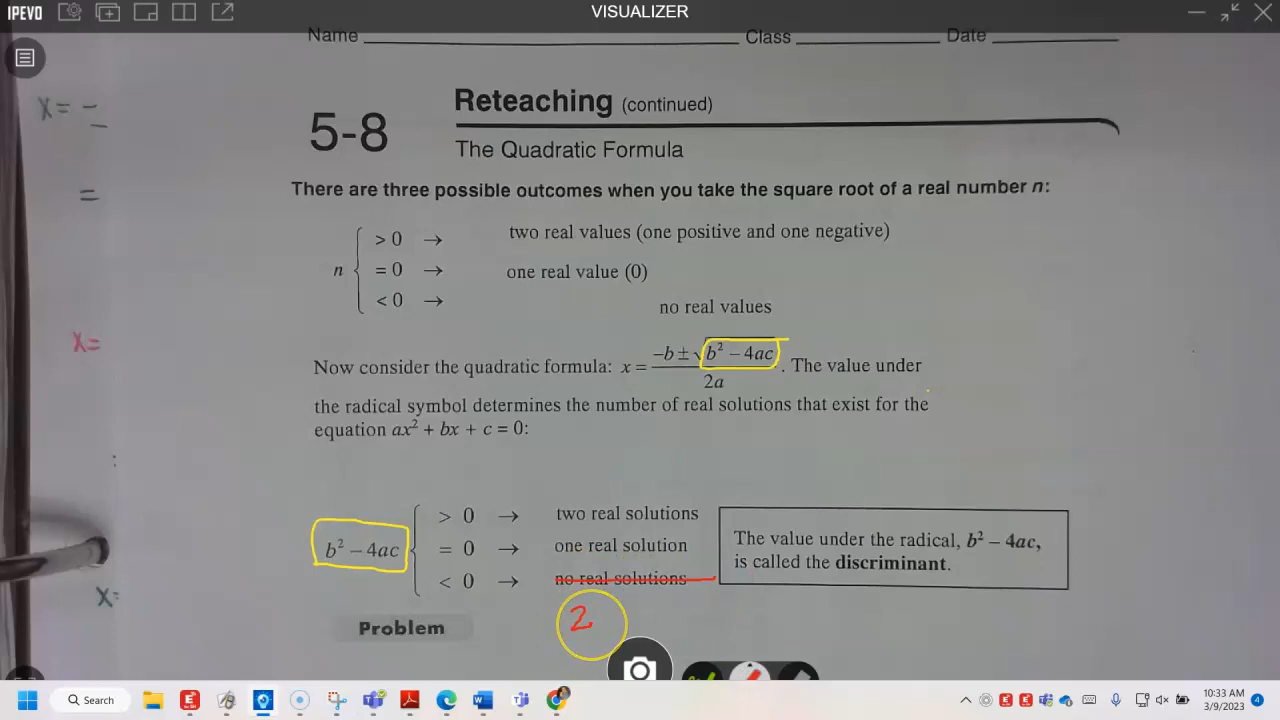 IPEVO
VISUALIZER
Name Class Date
Reteaching (continued)
5-8
The Quadratic Formula
There are three possible outcomes when you take the square root of a real number n:
n { > 0 → two real values (one positive and one negative)
= 0 → one real value (0)
< 0 → no real values
Now consider the quadratic formula: x = (−b ± √(b² − 4ac)) / 2a. The value under
the radical symbol determines the number of real solutions that exist for the
equation ax² + bx + c = 0:
b² − 4ac { > 0 → two real solutions
= 0 → one real solution
< 0 → no real solutions
The value under the radical, b² − 4ac,
is called the discriminant.
2
Problem
x = −
=
x=
x=
Search
10:33 AM
3/9/2023
4